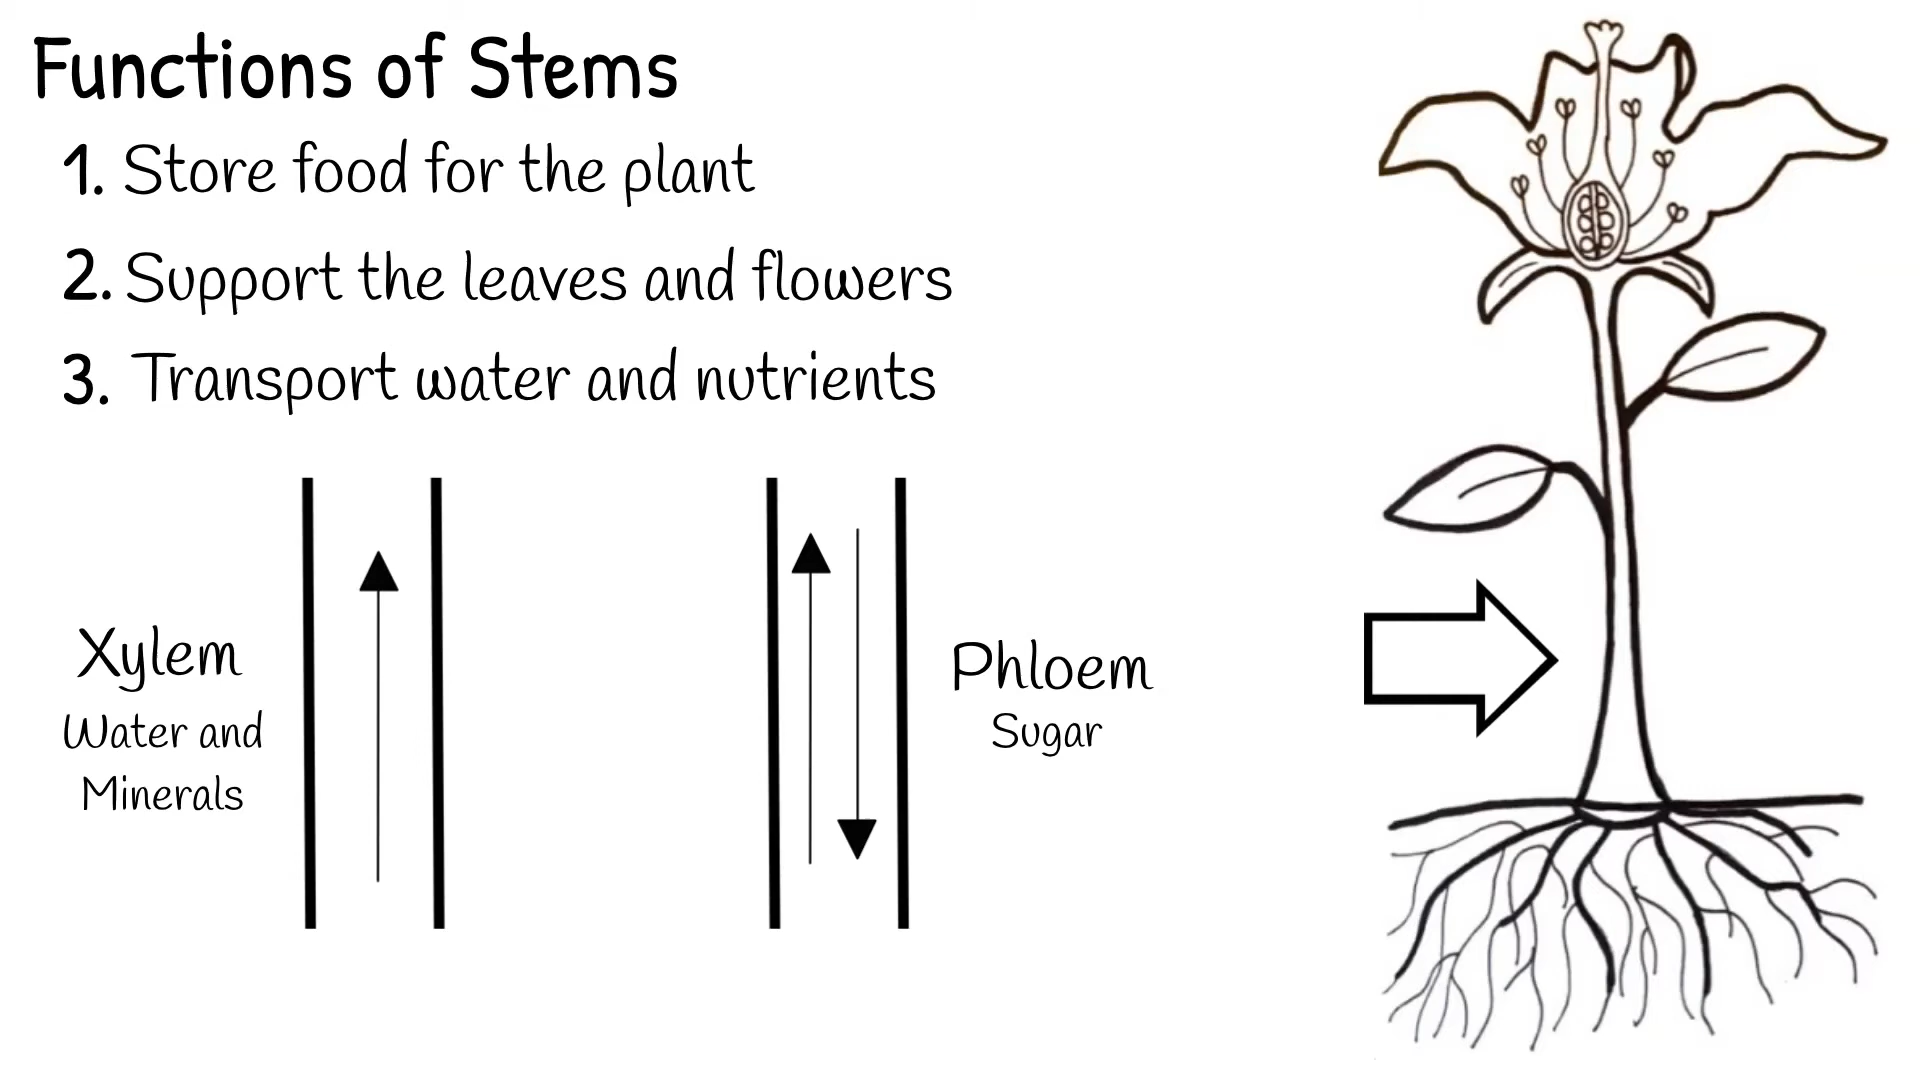 Functions of Stems
1. Store food for the plant
2. Support the leaves and flowers
3. Transport water and nutrients
Xylem
Water and
Minerals
Phloem
Sugar